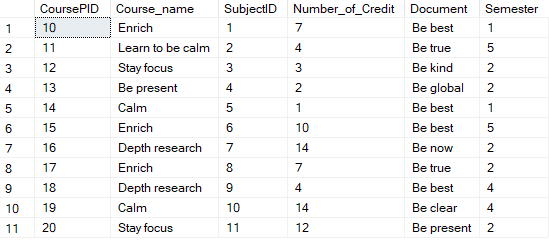 CoursePID Course_name SubjectID Number_of_Credit Document Semester
1 10 Enrich 1 7 Be best 1
2 11 Learn to be calm 2 4 Be true 5
3 12 Stay focus 3 3 Be kind 2
4 13 Be present 4 2 Be global 2
5 14 Calm 5 1 Be best 1
6 15 Enrich 6 10 Be best 5
7 16 Depth research 7 14 Be now 2
8 17 Enrich 8 7 Be true 2
9 18 Depth research 9 4 Be best 4
10 19 Calm 10 14 Be clear 4
11 20 Stay focus 11 12 Be present 2